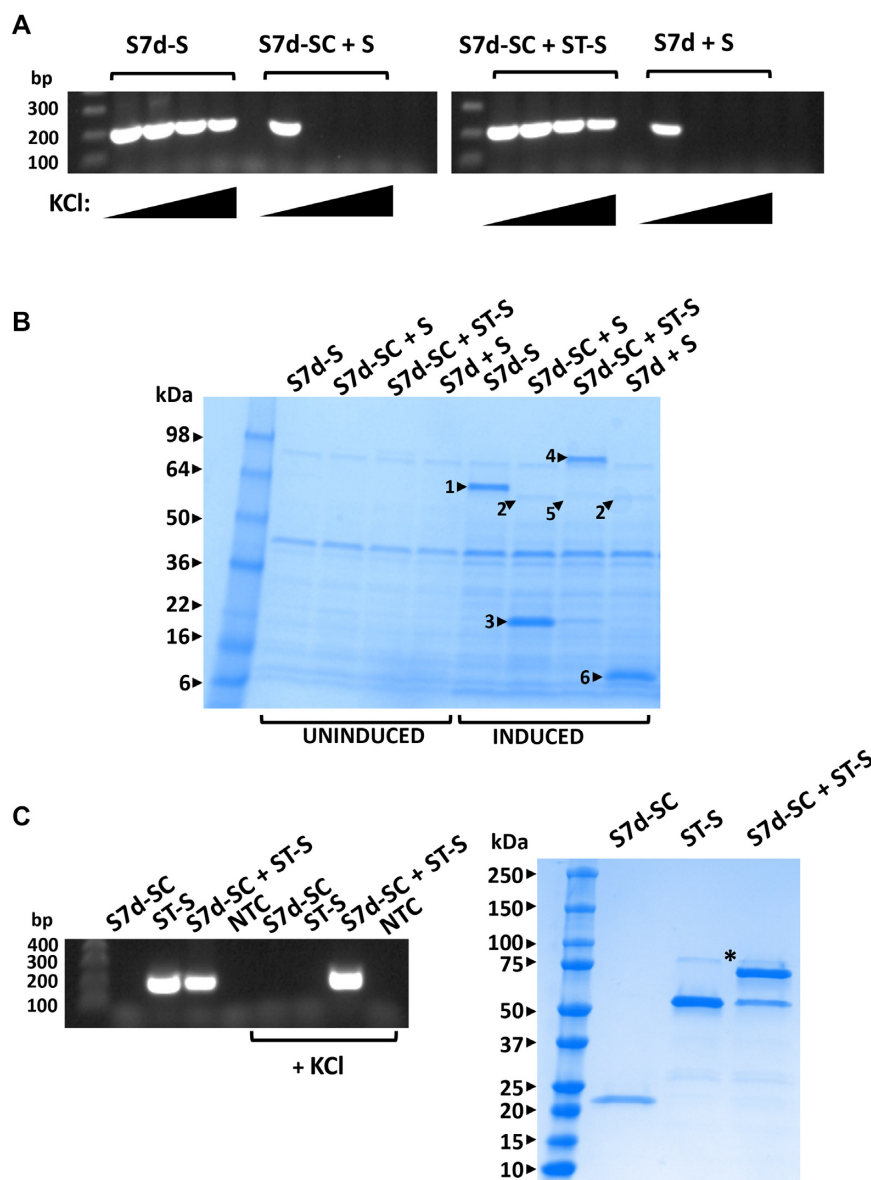 A
S7d-S S7d-SC + S S7d-SC + ST-S S7d + S
bp
300
200
100
KCl:
B
S7d-S S7d-SC + S S7d-SC + ST-S S7d + S S7d-S S7d-SC + S S7d-SC + ST-S S7d + S
kDa
98
64
50
36
22
16
6
1 2 4 5 2
3
6
UNINDUCED INDUCED
C
S7d-SC ST-S S7d-SC + ST-S NTC S7d-SC ST-S S7d-SC + ST-S NTC
bp
400
300
200
100
+ KCl
S7d-SC ST-S S7d-SC + ST-S
kDa
250
150
100
75
50
37
25
20
15
10
*